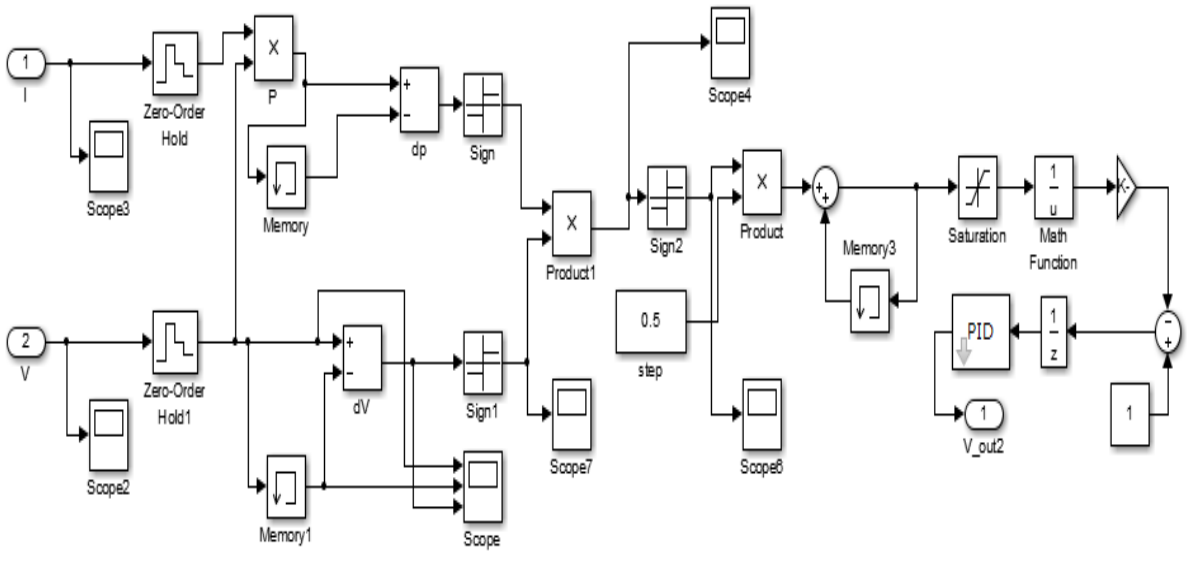 1
I
Zero-Order
Hold
Scope3
X
P
Memory
+
−
dp
Sign
X
Product1
Scope4
Sign2
X
Product
0.5
step
+
+
Memory3
Saturation
1
u
Math
Function
K-
−
+
1
z
PID
1
V_out2
1
2
V
Zero-Order
Hold1
Scope2
+
−
dV
Memory1
Sign1
Scope
Scope7
Scope6